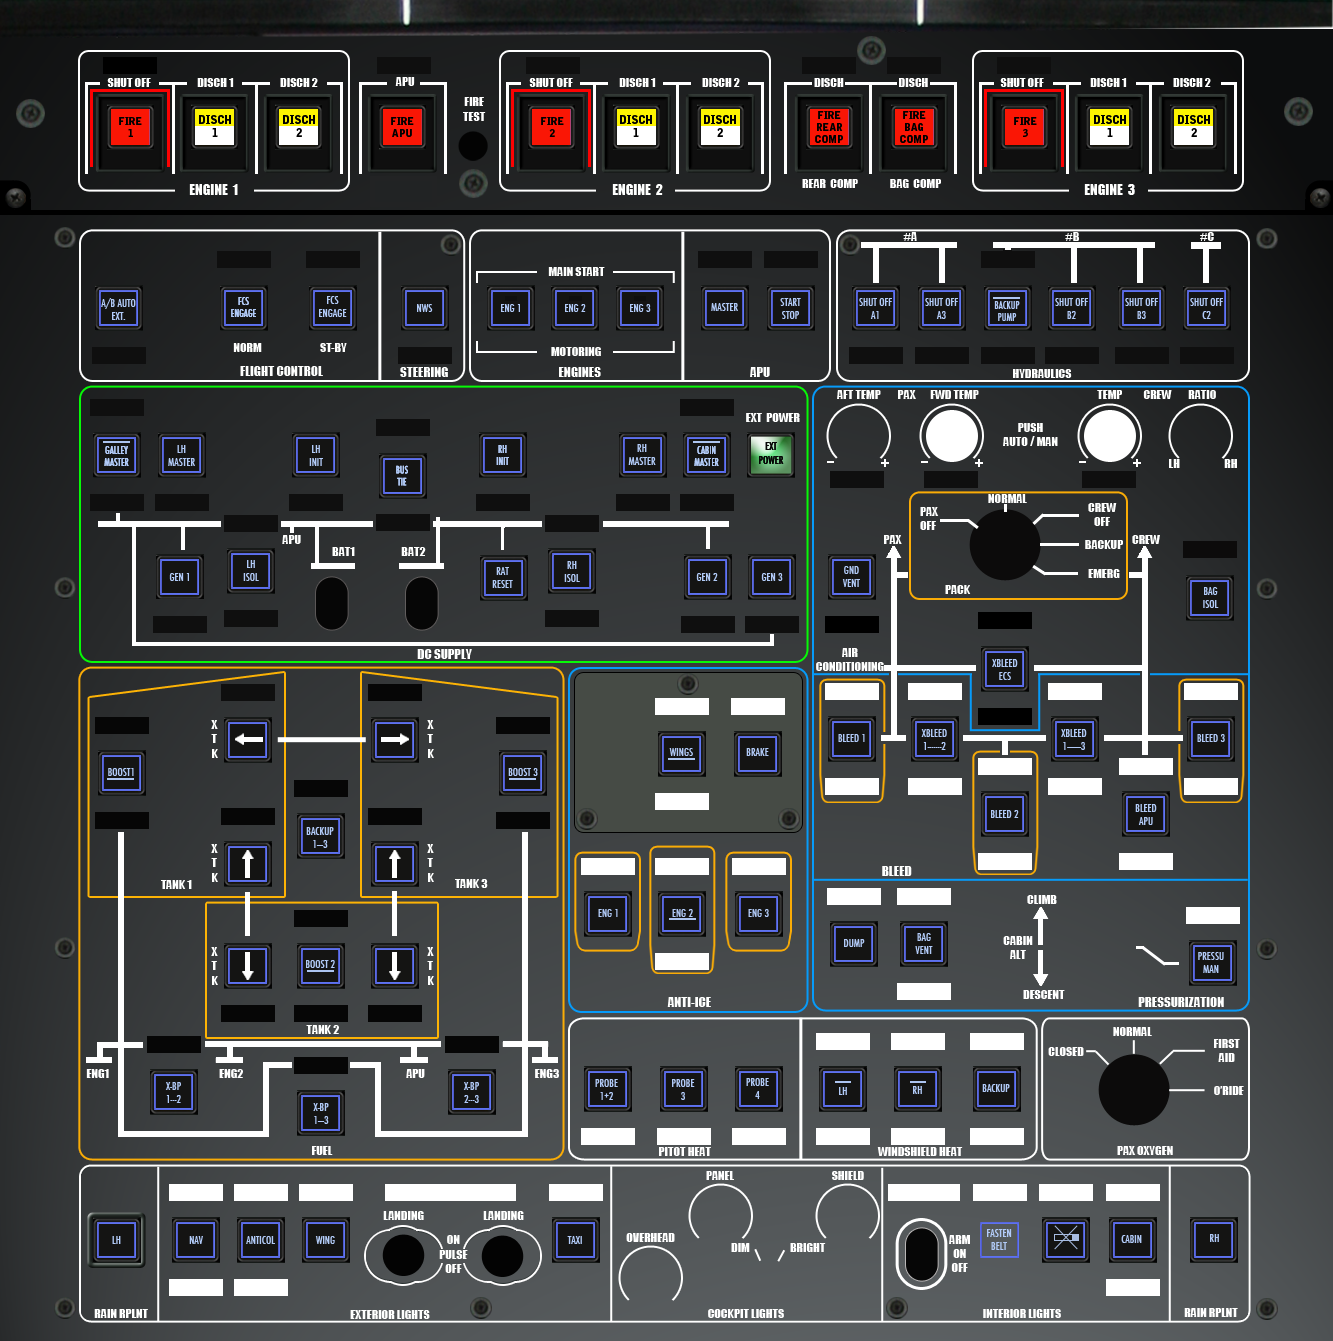 SHUT OFF DISCH 1 DISCH 2
FIRE
1
DISCH
1
DISCH
2
ENGINE 1
APU
FIRE
APU
FIRE
TEST
SHUT OFF DISCH 1 DISCH 2
FIRE
2
DISCH
1
DISCH
2
ENGINE 2
DISCH DISCH
FIRE
REAR
COMP
FIRE
BAG
COMP
REAR COMP BAG COMP
SHUT OFF DISCH 1 DISCH 2
FIRE
3
DISCH
1
DISCH
2
ENGINE 3
A/B AUTO
EXT.
FCS
ENGAGE
NORM
FCS
ENGAGE
ST-BY
FLIGHT CONTROL
NWS
STEERING
MAIN START
ENG 1 ENG 2 ENG 3
MOTORING
ENGINES
MASTER
START
STOP
APU
#A #B #C
SHUT OFF
A1
SHUT OFF
A3
BACKUP
PUMP
SHUT OFF
B2
SHUT OFF
B3
SHUT OFF
C2
HYDRAULICS
GALLEY
MASTER
LH
MASTER
LH
INIT
BUS
TIE
RH
INIT
RH
MASTER
CABIN
MASTER
EXT POWER
EXT
POWER
APU
BAT1 BAT2
GEN 1
LH
ISOL
RAT
RESET
RH
ISOL
GEN 2
GEN 3
DC SUPPLY
AFT TEMP PAX FWD TEMP TEMP CREW RATIO
PUSH
AUTO / MAN
- + - + - + LH RH
NORMAL
PAX
OFF
CREW
OFF
BACKUP
EMERG
PACK
PAX CREW
GND
VENT
BAG
ISOL
AIR
CONDITIONING
XBLEED
ECS
BLEED 1
XBLEED
1-----2
XBLEED
1-----3
BLEED 3
BLEED 2
BLEED
APU
BLEED
X
T
K
X
T
K
BOOST1
BOOST 3
BACKUP
1--3
X
T
K
X
T
K
TANK 1 TANK 3
X
T
K
BOOST 2
X
T
K
TANK 2
ENG1 ENG2 APU ENG3
X-BP
1--2
X-BP
1--3
X-BP
2--3
FUEL
WINGS BRAKE
ENG 1 ENG 2 ENG 3
ANTI-ICE
DUMP
BAG
VENT
CLIMB
CABIN
ALT
DESCENT
PRESSU
MAN
PRESSURIZATION
PROBE
1+2
PROBE
3
PROBE
4
PITOT HEAT
LH RH BACKUP
WINDSHIELD HEAT
NORMAL
CLOSED
FIRST
AID
O'RIDE
PAX OXYGEN
LH
RAIN RPLNT
NAV ANTICOL WING
LANDING LANDING
ON
PULSE
OFF
TAXI
EXTERIOR LIGHTS
PANEL SHIELD
OVERHEAD
DIM BRIGHT
COCKPIT LIGHTS
ARM
ON
OFF
FASTEN
BELT
CABIN
INTERIOR LIGHTS
RH
RAIN RPLNT